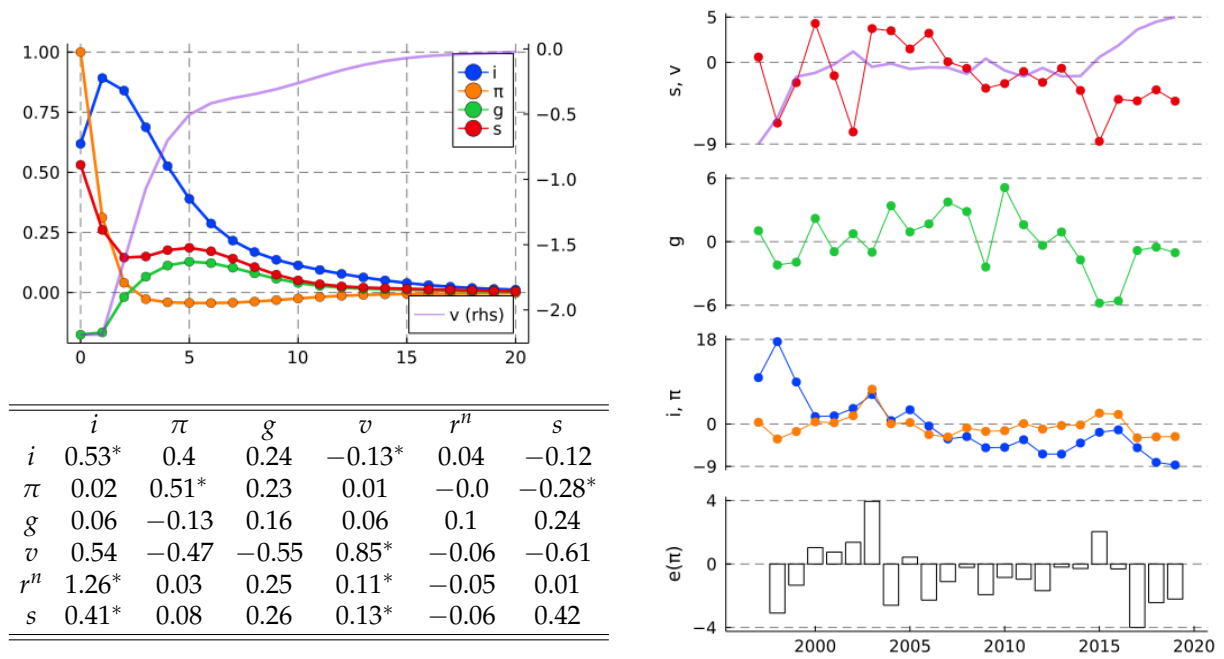 1.00
0.75
0.50
0.25
0.00
0.0
−0.5
−1.0
−1.5
−2.0
i
π
g
s
v (rhs)
0 5 10 15 20
i π g v rⁿ s
i 0.53* 0.4 0.24 −0.13* 0.04 −0.12
π 0.02 0.51* 0.23 0.01 −0.0 −0.28*
g 0.06 −0.13 0.16 0.06 0.1 0.24
v 0.54 −0.47 −0.55 0.85* −0.06 −0.61
rⁿ 1.26* 0.03 0.25 0.11* −0.05 0.01
s 0.41* 0.08 0.26 0.13* −0.06 0.42
s, v
5
0
−9
g
6
0
−6
i, π
18
0
−9
e(π)
4
0
−4
2000 2005 2010 2015 2020